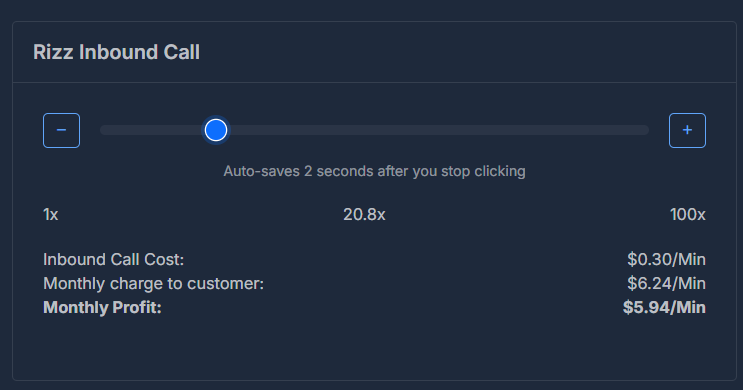 Rizz Inbound Call
− +
Auto-saves 2 seconds after you stop clicking
1x 20.8x 100x
Inbound Call Cost: $0.30/Min
Monthly charge to customer: $6.24/Min
Monthly Profit: $5.94/Min